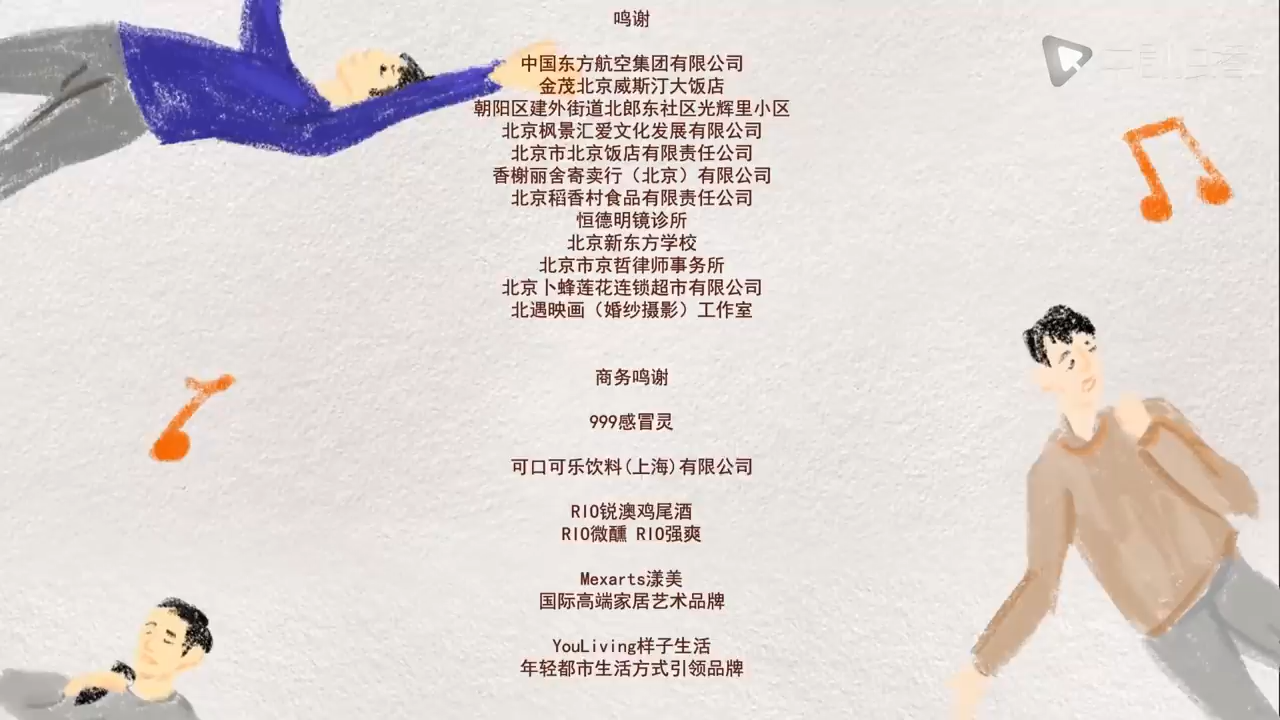 鸣谢
中国东方航空集团有限公司
金茂北京威斯汀大饭店
朝阳区建外街道北郎东社区光辉里小区
北京枫景汇爱文化发展有限公司
北京市北京饭店有限责任公司
香榭丽舍寄卖行（北京）有限公司
北京稻香村食品有限责任公司
恒德明镜诊所
北京新东方学校
北京市京哲律师事务所
北京卜蜂莲花连锁超市有限公司
北遇映画（婚纱摄影）工作室
商务鸣谢
999感冒灵
可口可乐饮料(上海)有限公司
RIO锐澳鸡尾酒
RIO微醺 RIO强爽
Mexarts漾美
国际高端家居艺术品牌
YouLiving样子生活
年轻都市生活方式引领品牌